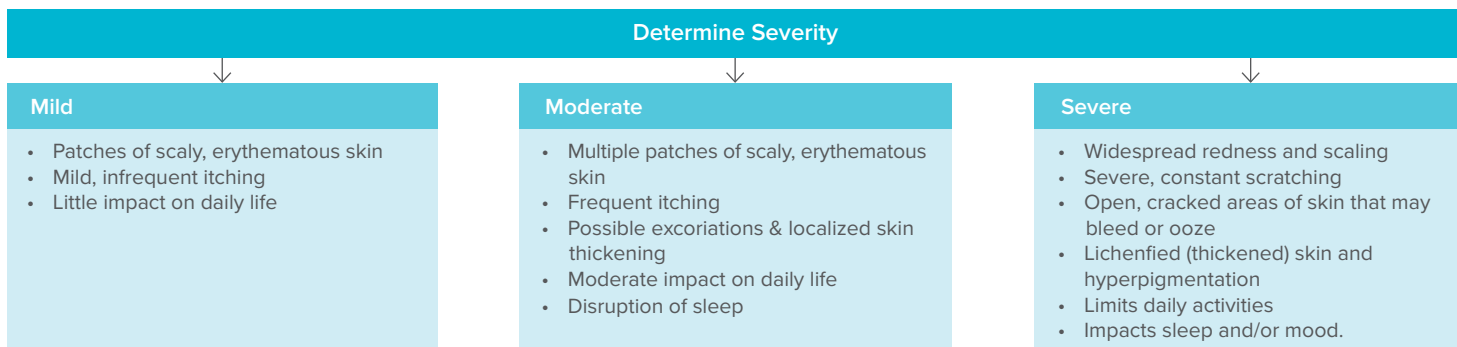 Determine Severity
Mild
• Patches of scaly, erythematous skin
• Mild, infrequent itching
• Little impact on daily life
Moderate
• Multiple patches of scaly, erythematous
skin
• Frequent itching
• Possible excoriations & localized skin
thickening
• Moderate impact on daily life
• Disruption of sleep
Severe
• Widespread redness and scaling
• Severe, constant scratching
• Open, cracked areas of skin that may
bleed or ooze
• Lichenfied (thickened) skin and
hyperpigmentation
• Limits daily activities
• Impacts sleep and/or mood.